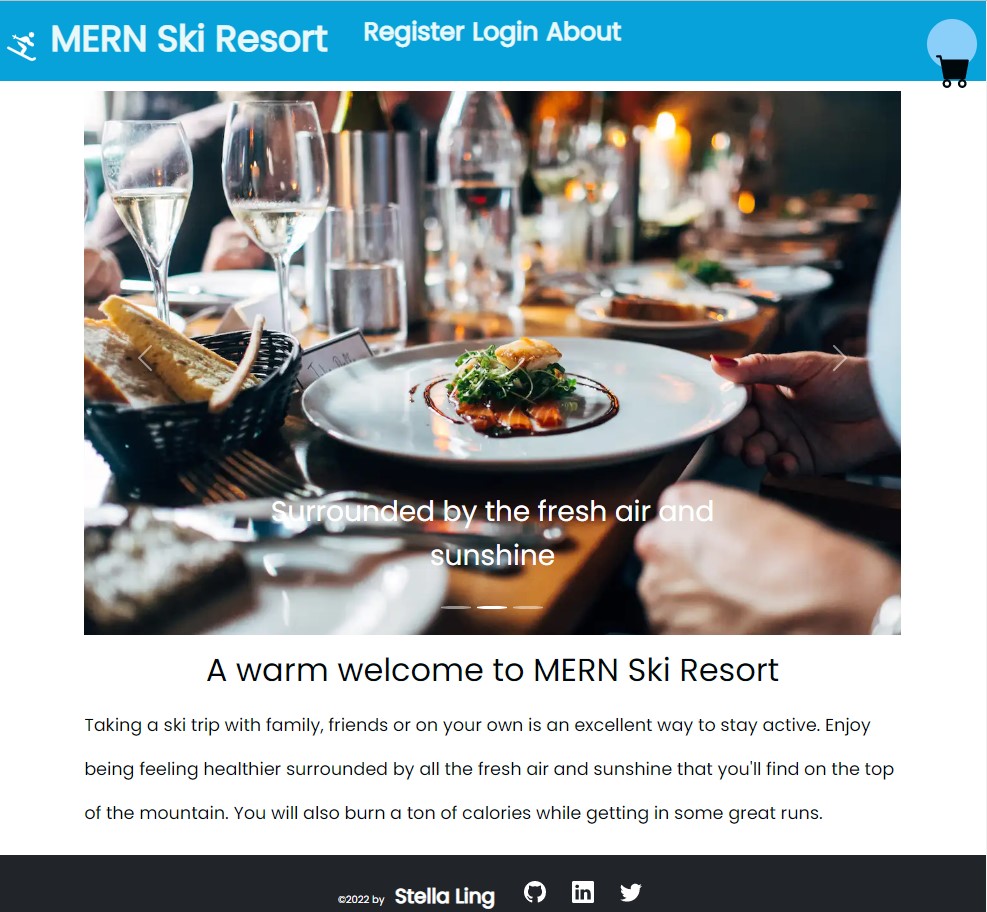 MERN Ski Resort Register Login About
Surrounded by the fresh air and
sunshine
A warm welcome to MERN Ski Resort
Taking a ski trip with family, friends or on your own is an excellent way to stay active. Enjoy
being feeling healthier surrounded by all the fresh air and sunshine that you'll find on the top
of the mountain. You will also burn a ton of calories while getting in some great runs.
©2022 by Stella Ling